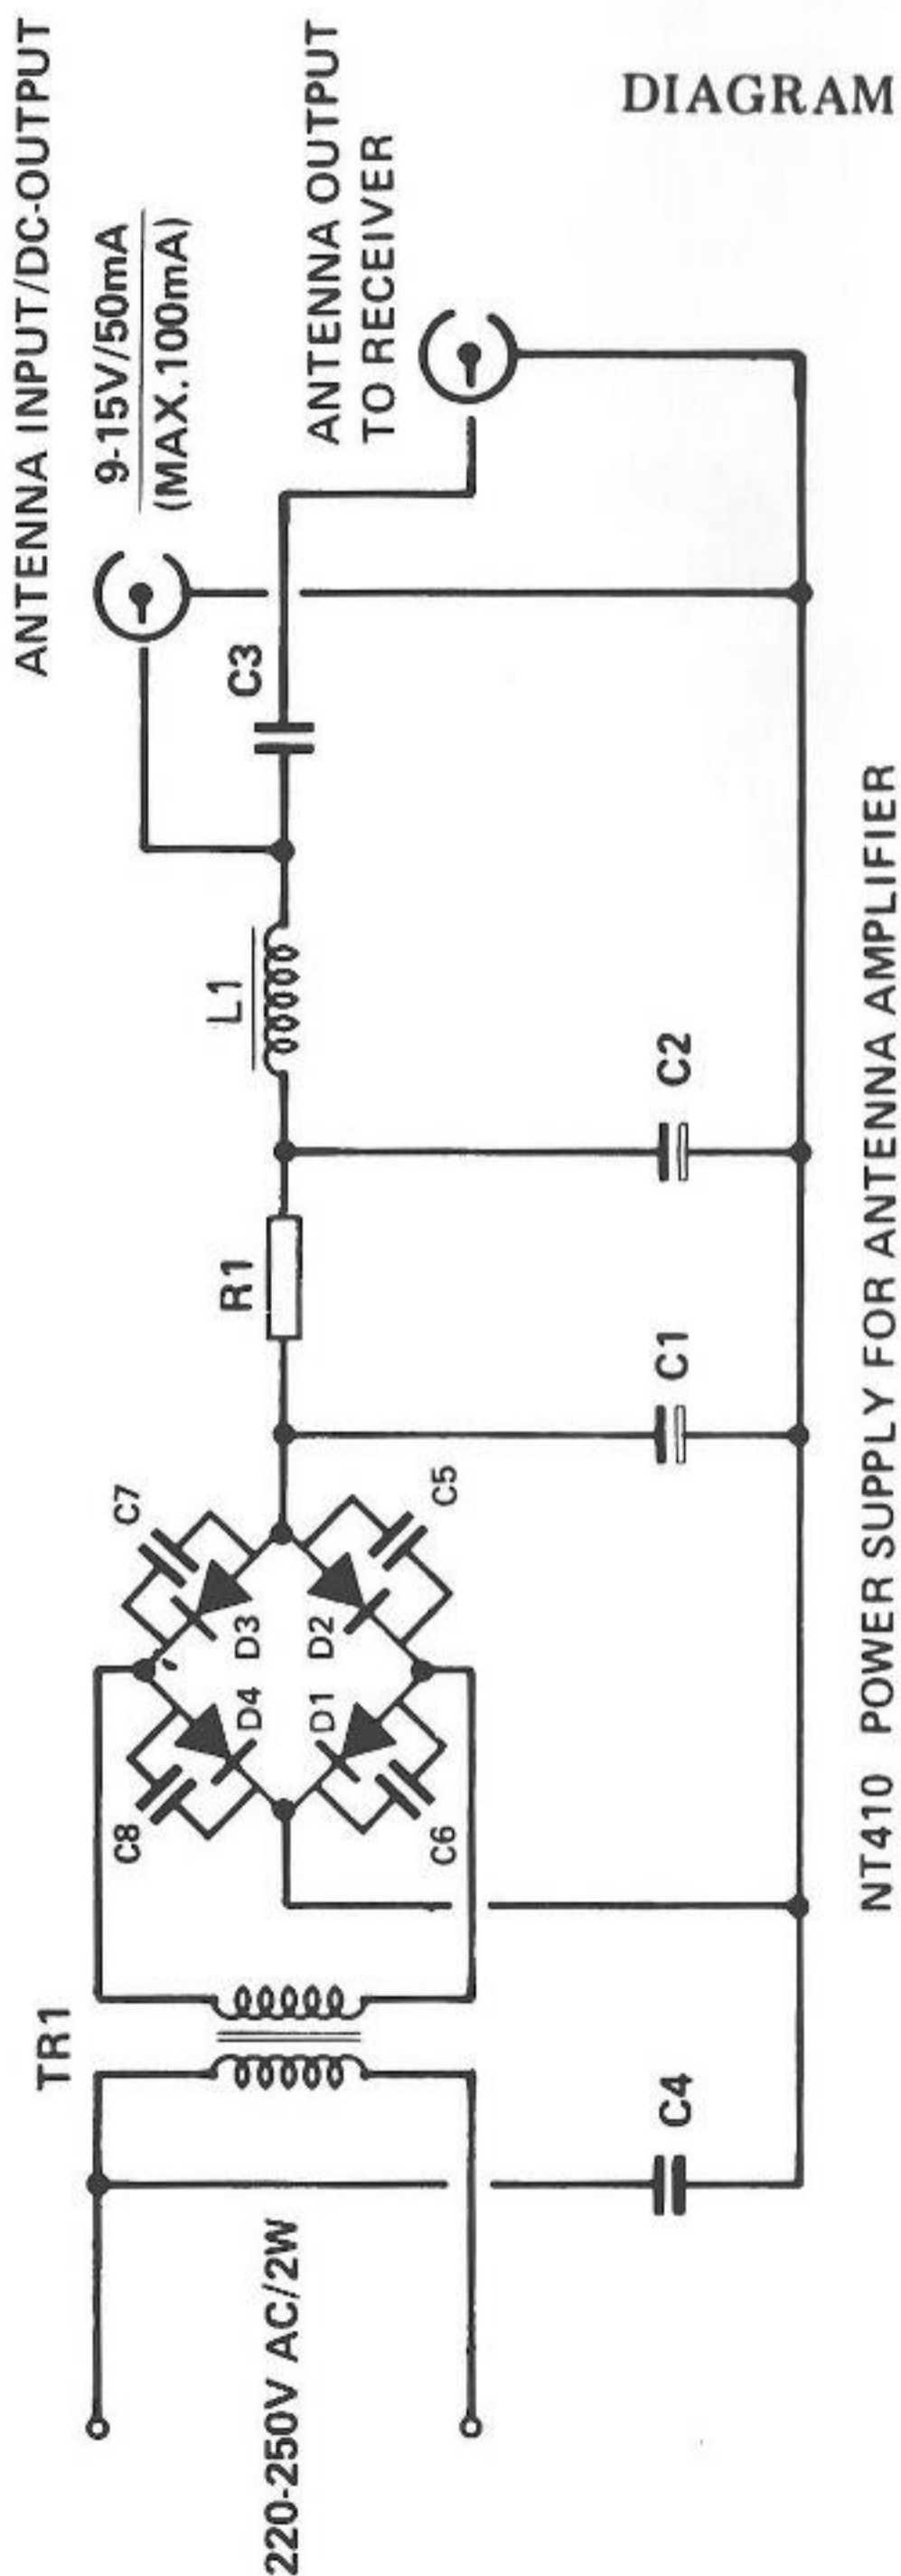 DIAGRAM
ANTENNA INPUT/DC-OUTPUT
9-15V/50mA
(MAX.100mA)
ANTENNA OUTPUT
TO RECEIVER
TR1
220-250V AC/2W
C8
C7
D4
D3
D1
D2
C6
C5
R1
L1
C3
C4
C1
C2
NT410 POWER SUPPLY FOR ANTENNA AMPLIFIER